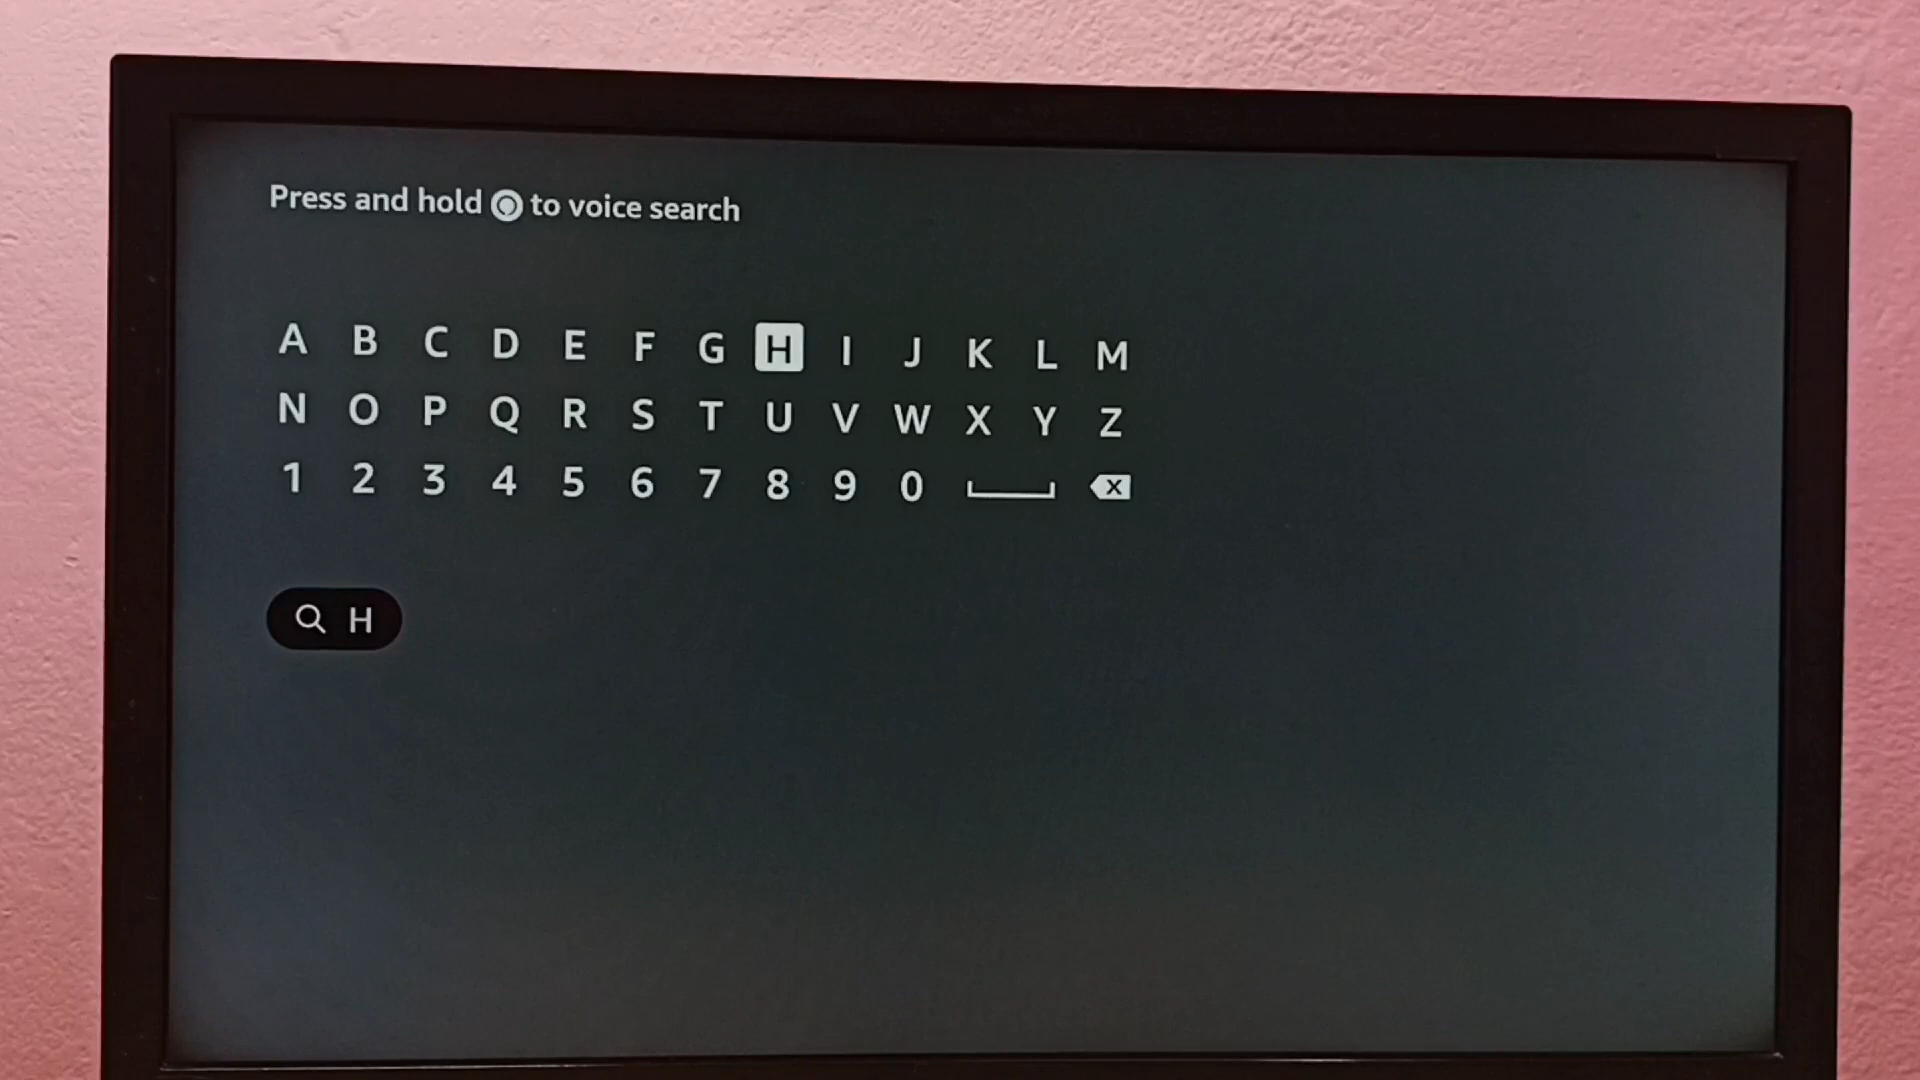 Press and hold to voice search
A B C D E F G H I J K L M
N O P Q R S T U V W X Y Z
1 2 3 4 5 6 7 8 9 0
H